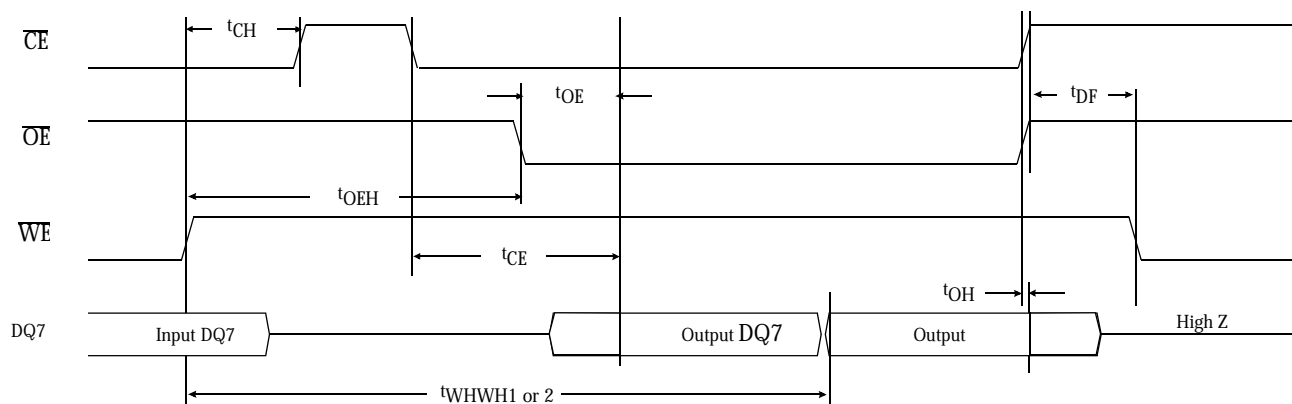 tCH
CE
tOE
tDF
OE
tOEH
WE
tCE
tOH
DQ7
Input DQ7
Output DQ7
Output
High Z
tWHWH1 or 2